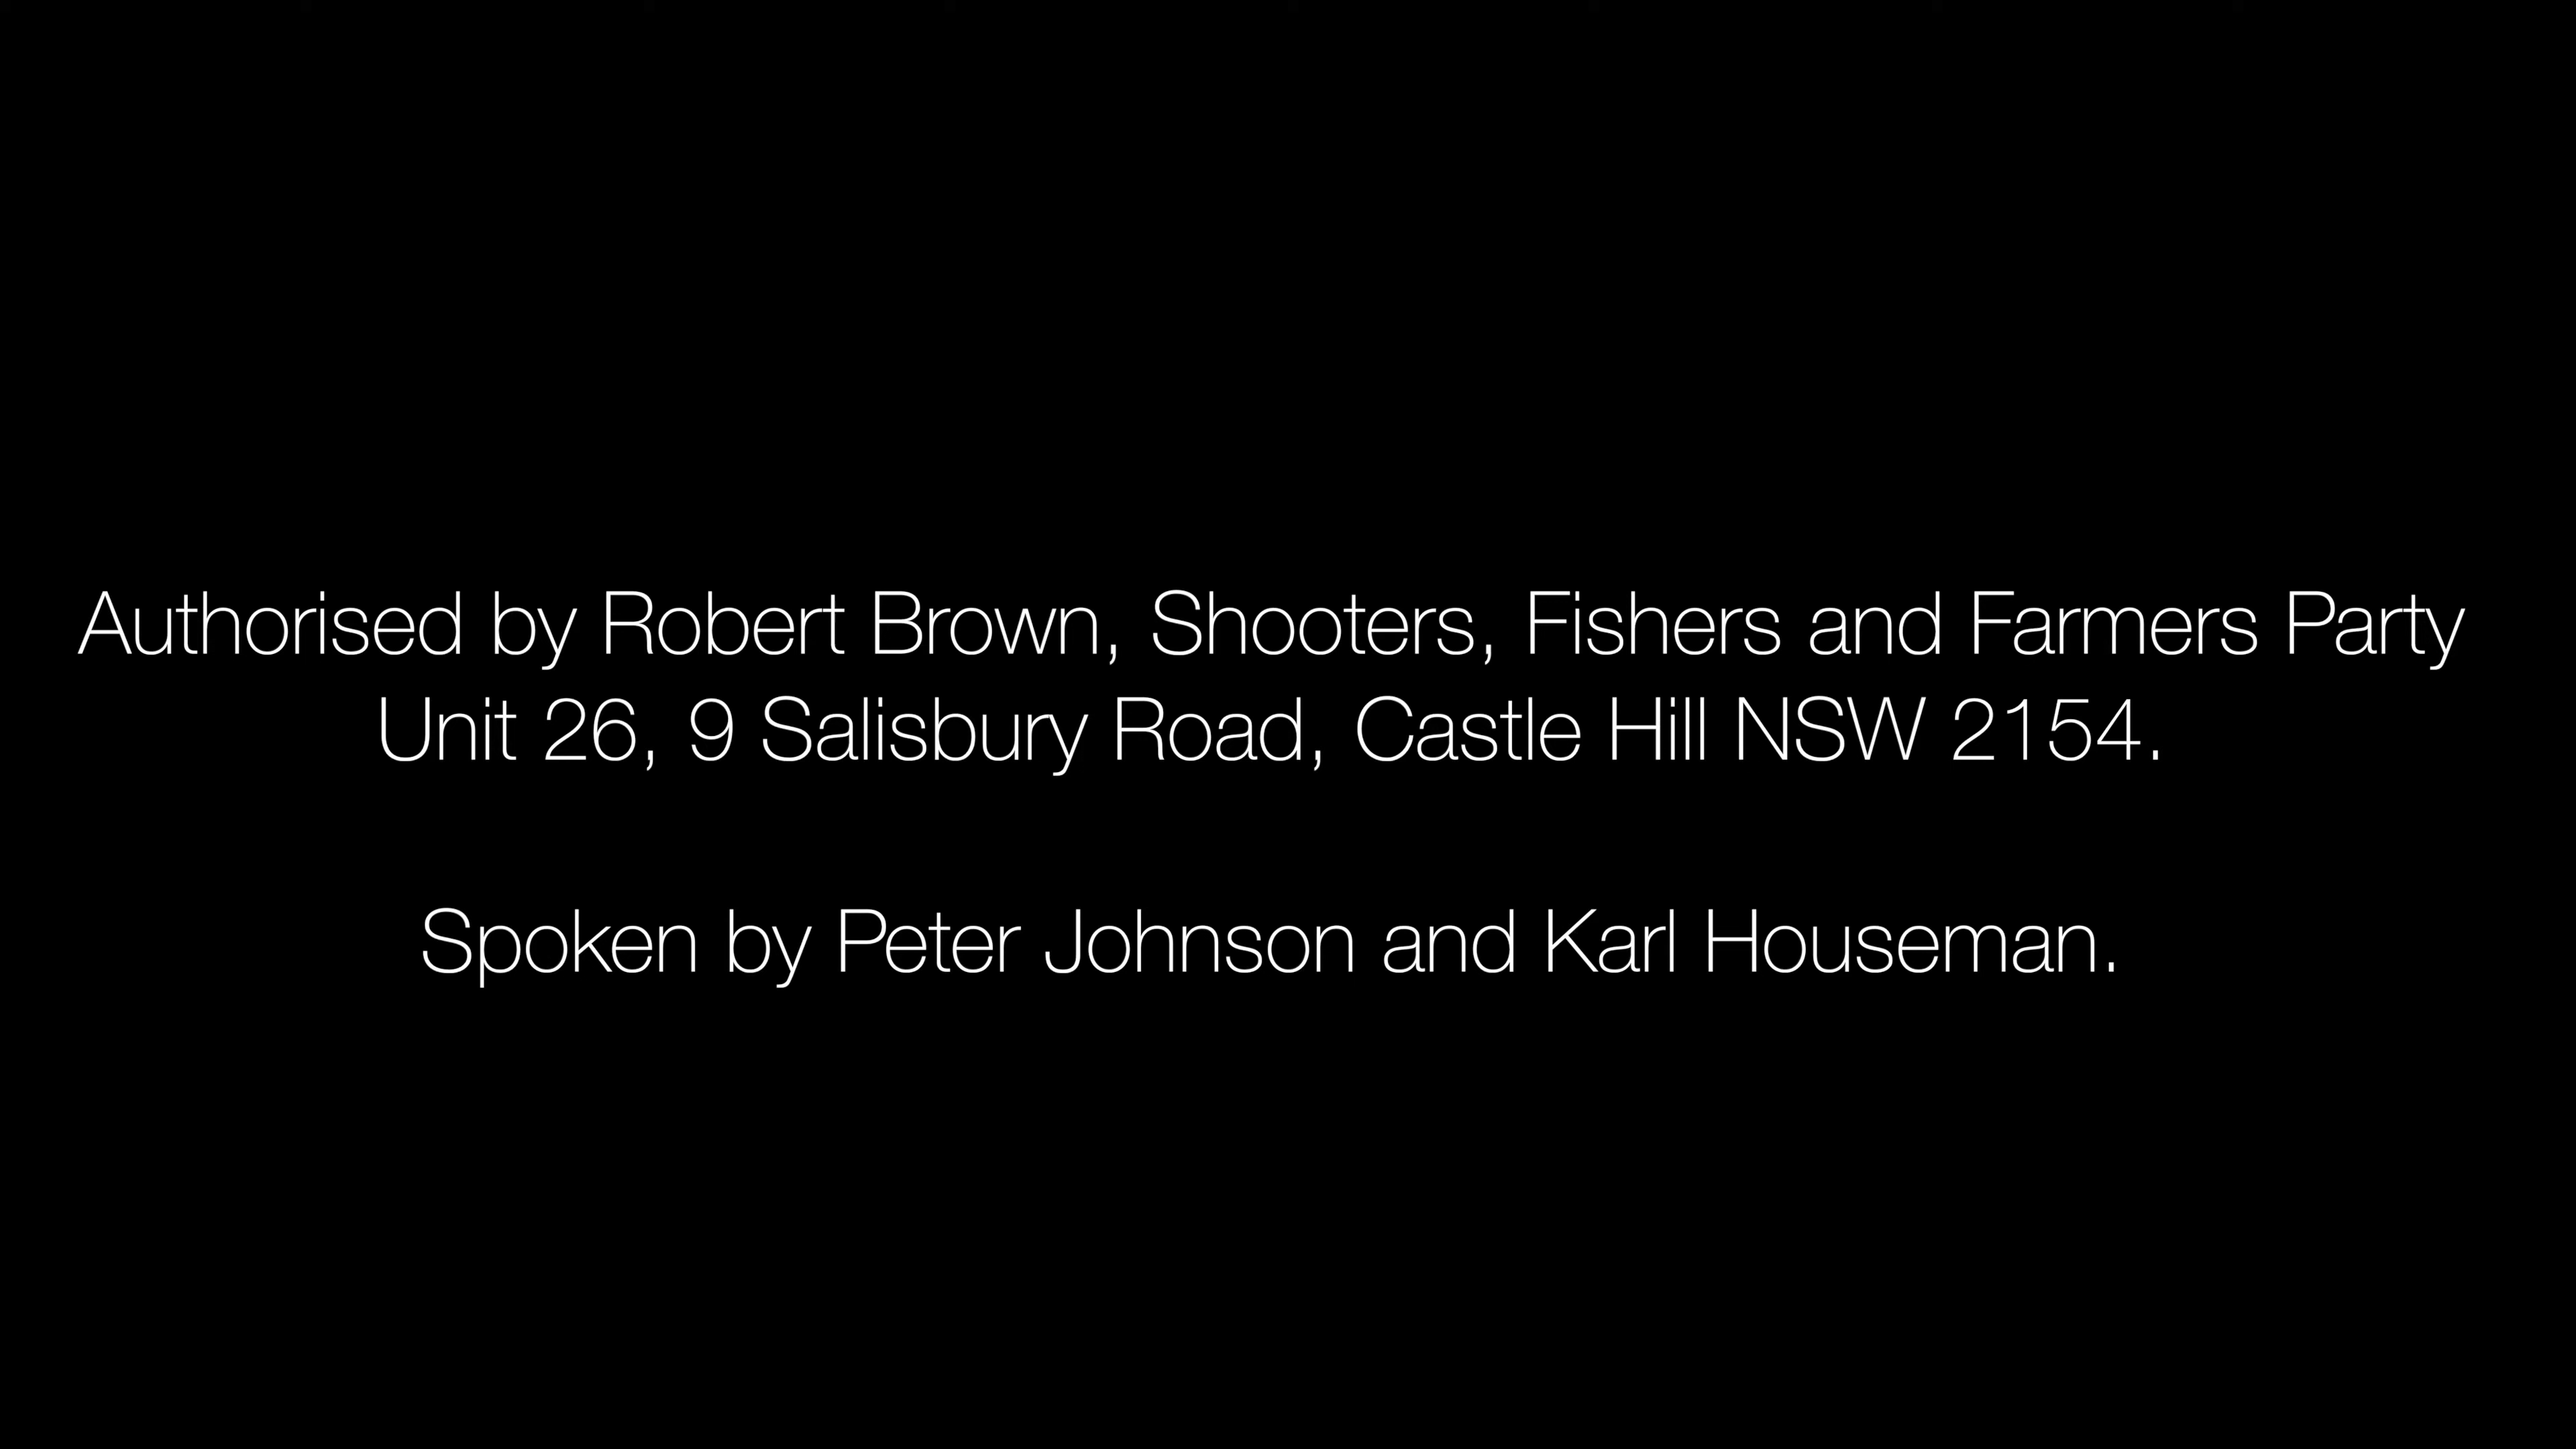 Authorised by Robert Brown, Shooters, Fishers and Farmers Party
Unit 26, 9 Salisbury Road, Castle Hill NSW 2154.
Spoken by Peter Johnson and Karl Houseman.